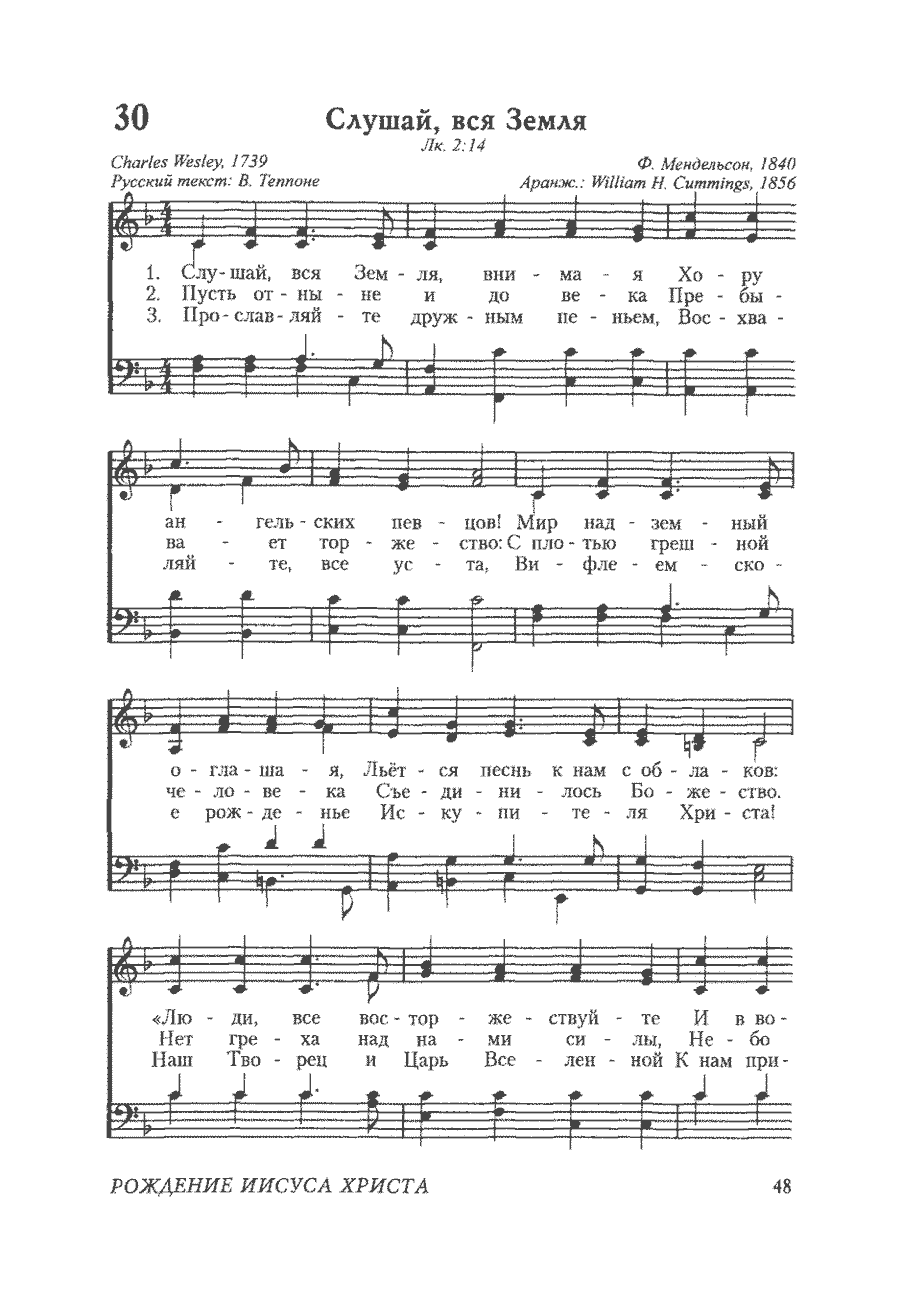 30
Слушай, вся Земля
Лк. 2:14
Charles Wesley, 1739
Ф. Мендельсон, 1840
Русский текст: В. Теппоне
Аранж.: William H. Cummings, 1856
1. Слу-шай, вся Зем - ля, вни - ма - я Хо - ру
2. Пусть от - ны - не и до ве - ка Пре - бы -
3. Про-слав-ляй - те друж - ным пе - ньем, Вос - хва -
ан - гель - ских пев - цов! Мир над - зем - ный
ва - ет тор - же - ство: С пло - тью греш - ной
ляй - те, все ус - та, Ви - фле - ем - ско -
о - гла - ша - я, Льёт - ся песнь к нам с об - ла - ков:
че - ло - ве - ка Съе - ди - ни - лось Бо - же - ство.
е рож - де - нье Ис - ку - пи - те - ля Хри - ста!
«Лю - ди, все вос - тор - же - ствуй - те И в во -
Нет гре - ха над на - ми си - лы, Не - бо
Наш Тво - рец и Царь Все - лен - ной К нам при -
РОЖДЕНИЕ ИИСУСА ХРИСТА
48